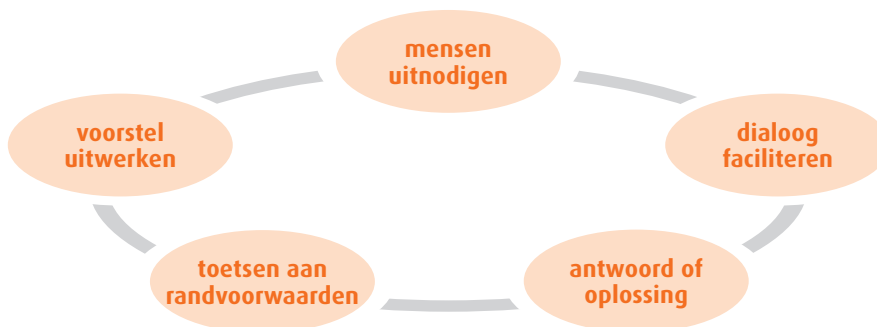 mensen
uitnodigen
voorstel
uitwerken
dialoog
faciliteren
toetsen aan
randvoorwaarden
antwoord of
oplossing